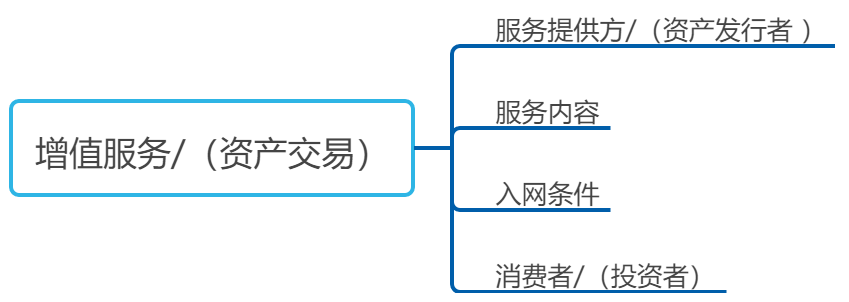 增值服务/（资产交易）
服务提供方/（资产发行者 ）
服务内容
入网条件
消费者/（投资者）